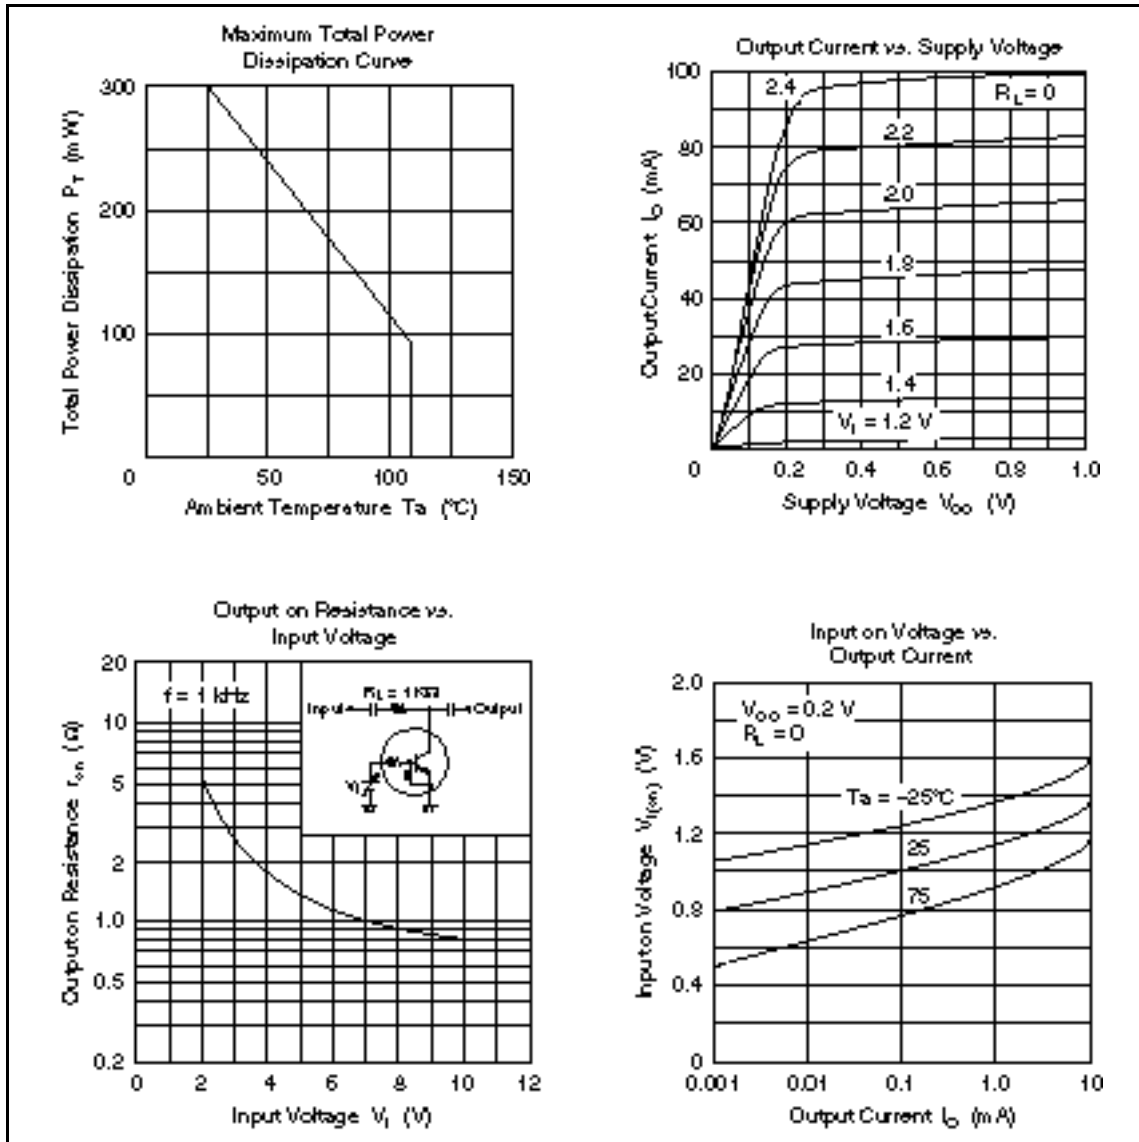 Maximum Total Power
Dissipation Curve
Total Power Dissipation P_T (mW)
300
200
100
0
50
100
150
Ambient Temperature Ta (°C)
Output Current vs. Supply Voltage
Output Current I_O (mA)
100
80
60
40
20
0
0.2
0.4
0.6
0.8
1.0
2.4
R_L = 0
2.2
2.0
1.8
1.6
1.4
V_I = 1.2 V
Supply Voltage V_OO (V)
Output on Resistance vs.
Input Voltage
Output on Resistance r_on (Ω)
20
10
5
2
1.0
0.5
0.2
f = 1 kHz
R_L = 1 kΩ
Input
Output
V_I
0
2
4
6
8
10
12
Input Voltage V_I (V)
Input on Voltage vs.
Output Current
Input on Voltage V_I(on) (V)
2.0
1.6
1.2
0.8
0.4
0
V_OO = 0.2 V
R_L = 0
Ta = –25°C
25
75
0.001
0.01
0.1
1.0
10
Output Current I_O (mA)